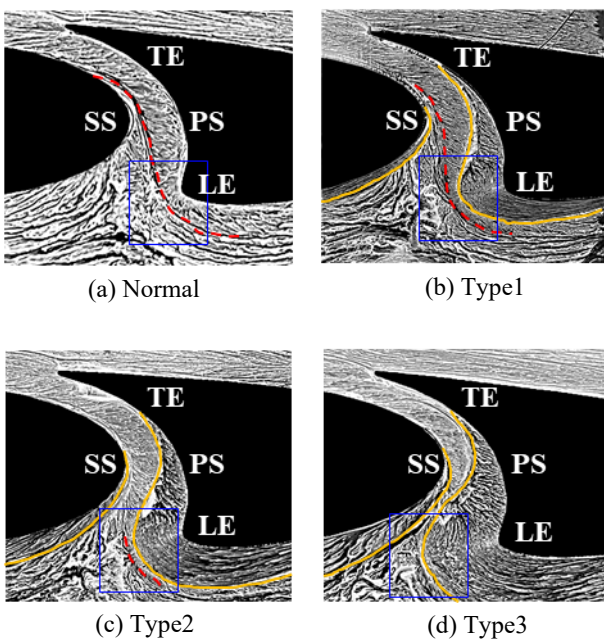 TE
SS PS
LE
(a) Normal
TE
SS PS
LE
(b) Type1
TE
SS PS
LE
(c) Type2
TE
SS PS
LE
(d) Type3